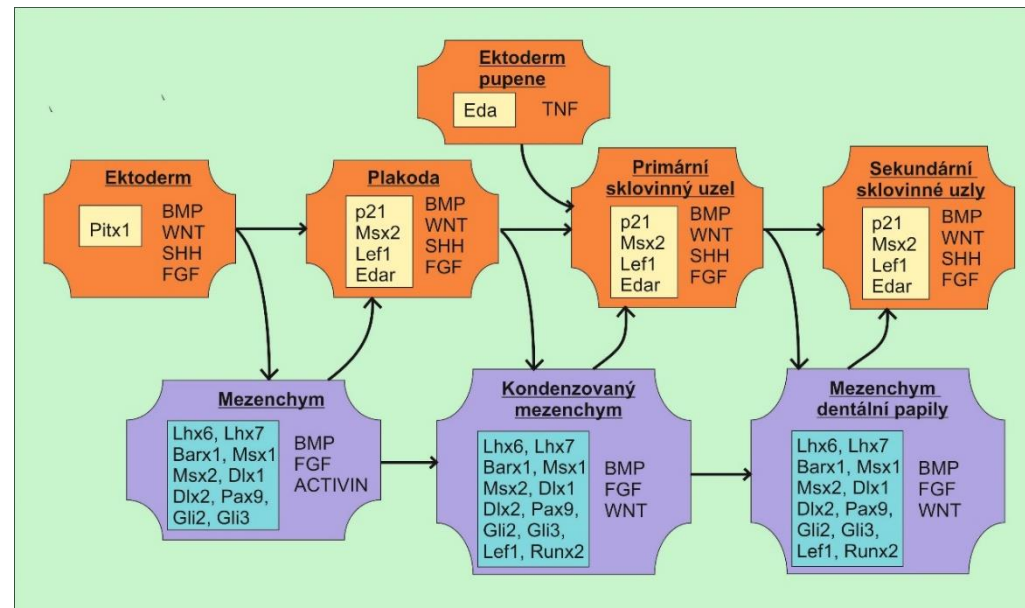 Ektoderm
pupene
Eda
TNF
Ektoderm
Pitx1
BMP
WNT
SHH
FGF
Plakoda
p21
Msx2
Lef1
Edar
BMP
WNT
SHH
FGF
Primární
sklovinný uzel
p21
Msx2
Lef1
Edar
BMP
WNT
SHH
FGF
Sekundární
sklovinné uzly
p21
Msx2
Lef1
Edar
BMP
WNT
SHH
FGF
Mezenchym
Lhx6, Lhx7
Barx1, Msx1
Msx2, Dlx1
Dlx2, Pax9,
Gli2, Gli3
BMP
FGF
ACTIVIN
Kondenzovaný
mezenchym
Lhx6, Lhx7
Barx1, Msx1
Msx2, Dlx1
Dlx2, Pax9,
Gli2, Gli3,
Lef1, Runx2
BMP
FGF
WNT
Mezenchym
dentální papily
Lhx6, Lhx7
Barx1, Msx1
Msx2, Dlx1
Dlx2, Pax9,
Gli2, Gli3,
Lef1, Runx2
BMP
FGF
WNT